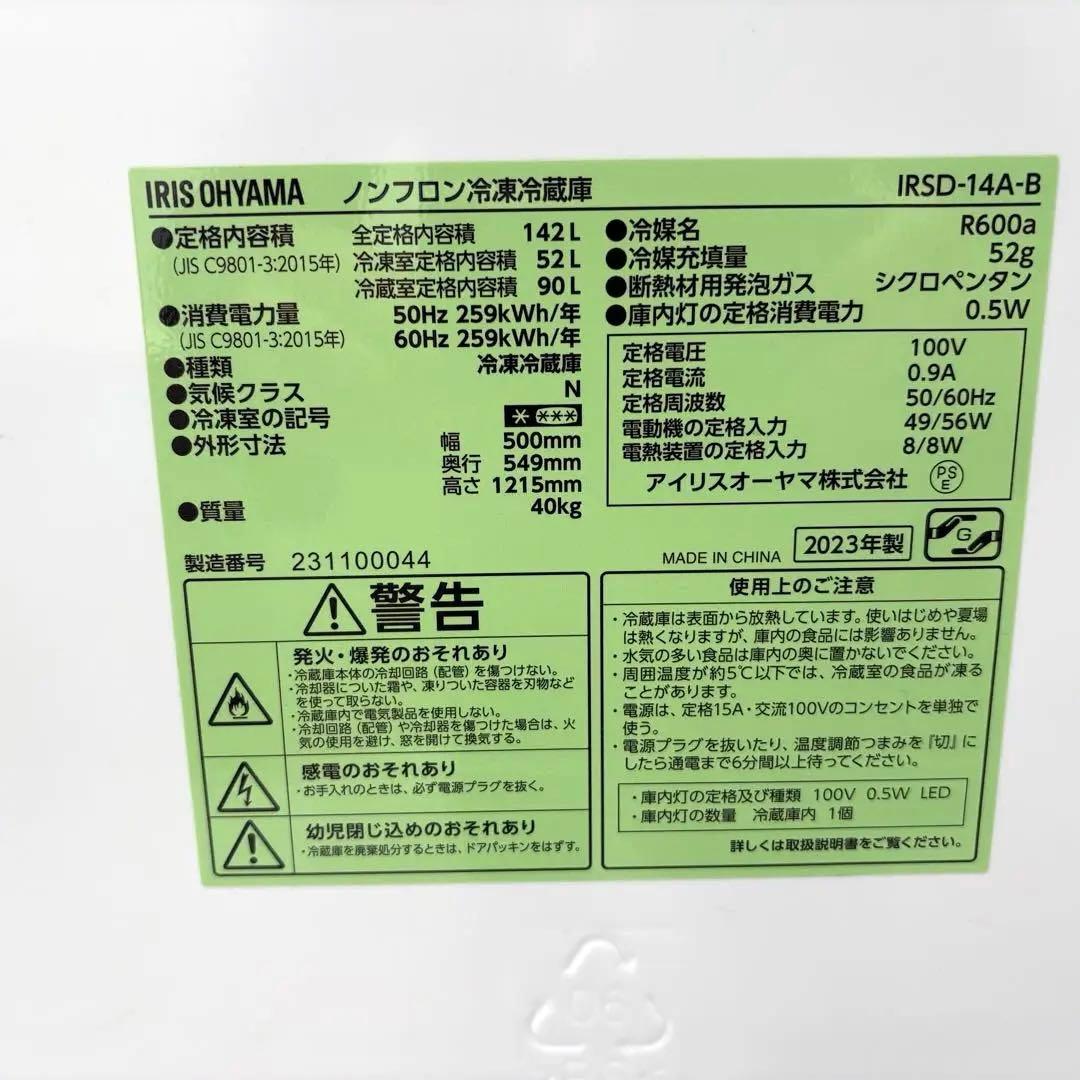 IRIS OHYAMA ノンフロン冷凍冷蔵庫 IRSD-14A-B
●定格内容積 全定格内容積 142L
(JIS C9801-3:2015年) 冷凍室定格内容積 52L
冷蔵室定格内容積 90L
●消費電力量 50Hz 259kWh/年
(JIS C9801-3:2015年) 60Hz 259kWh/年
●種類 冷凍冷蔵庫
●気候クラス N
●冷凍室の記号 * ***
●外形寸法 幅 500mm
奥行 549mm
高さ 1215mm
●質量 40kg
製造番号 231100044
●冷媒名 R600a
●冷媒充填量 52g
●断熱材用発泡ガス シクロペンタン
●庫内灯の定格消費電力 0.5W
定格電圧 100V
定格電流 0.9A
定格周波数 50/60Hz
電動機の定格入力 49/56W
電熱装置の定格入力 8/8W
アイリスオーヤマ株式会社 PSE
MADE IN CHINA 2023年製 G
警告
発火・爆発のおそれあり
・冷蔵庫本体の冷却回路（配管）を傷つけない。
・冷却器についた霜や、凍りついた容器を刃物など
を使って取らない。
・冷蔵庫内で電気製品を使用しない。
・冷却回路（配管）や冷却器を傷つけた場合は、火
気の使用を避け、窓を開けて換気する。
感電のおそれあり
・お手入れのときは、必ず電源プラグを抜く。
幼児閉じ込めのおそれあり
・冷蔵庫を廃棄処分するときは、ドアパッキンをはずす。
使用上のご注意
・冷蔵庫は表面から放熱しています。使いはじめや夏場
は熱くなりますが、庫内の食品には影響ありません。
・水気の多い食品は庫内の奥に置かないでください。
・周囲温度が約5℃以下では、冷蔵室の食品が凍る
ことがあります。
・電源は、定格15A・交流100Vのコンセントを単独で
使う。
・電源プラグを抜いたり、温度調節つまみを『切』に
したら通電まで6分間以上待ってください。
・庫内灯の定格及び種類 100V 0.5W LED
・庫内灯の数量 冷蔵庫内 1個
詳しくは取扱説明書をご覧ください。
06